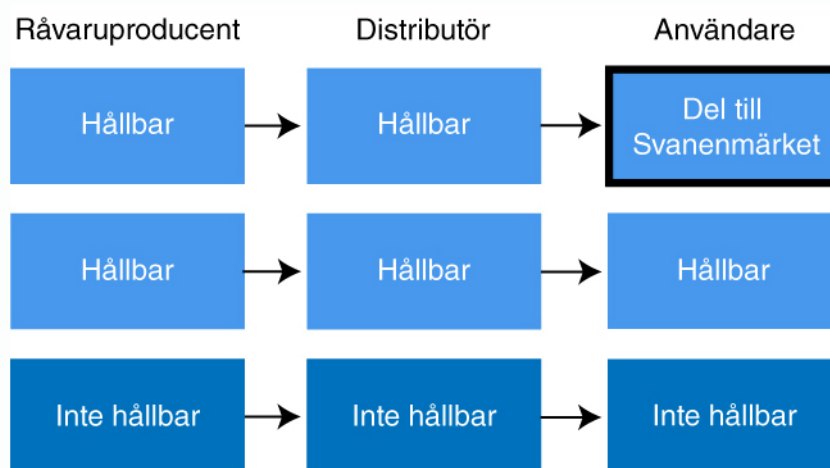 Råvaruproducent Distributör Användare
Hållbar Hållbar Del till
Svanenmärket
Hållbar Hållbar Hållbar
Inte hållbar Inte hållbar Inte hållbar